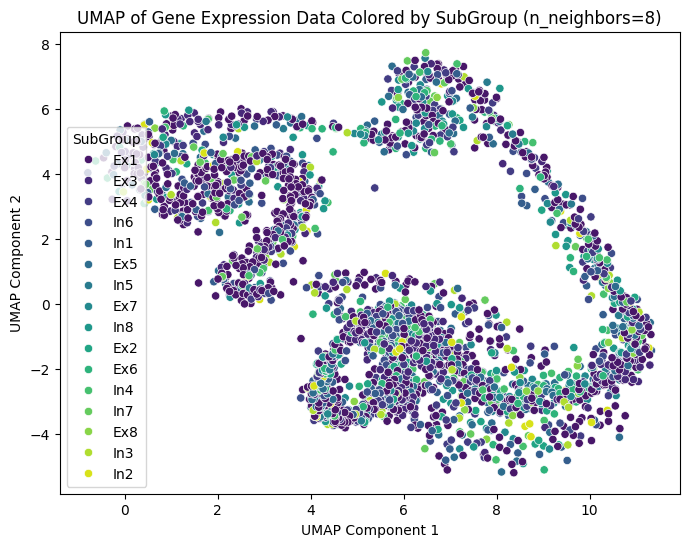 UMAP of Gene Expression Data Colored by SubGroup (n_neighbors=8)
UMAP Component 2
8
6
4
2
0
−2
−4
SubGroup
Ex1
Ex3
Ex4
In6
In1
Ex5
In5
Ex7
In8
Ex2
Ex6
In4
In7
Ex8
In3
In2
0 2 4 6 8 10
UMAP Component 1